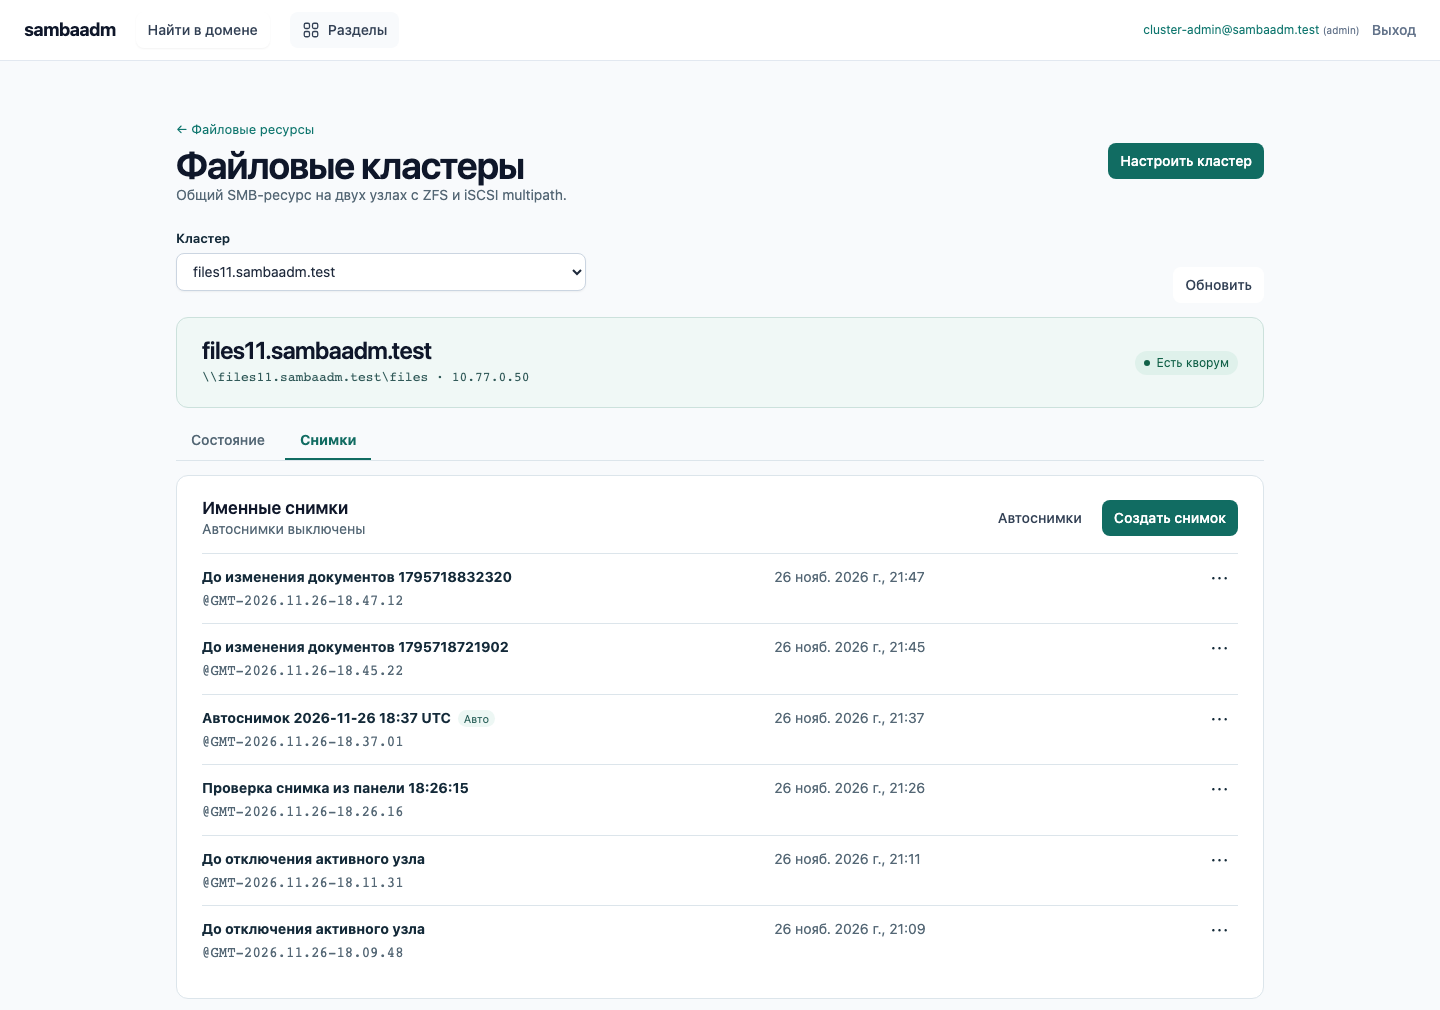 sambaadm
Найти в домене
Разделы
cluster-admin@sambaadm.test (admin)
Выход
← Файловые ресурсы
Файловые кластеры
Общий SMB-ресурс на двух узлах с ZFS и iSCSI multipath.
Настроить кластер
Кластер
files11.sambaadm.test
Обновить
files11.sambaadm.test
\\files11.sambaadm.test\files · 10.77.0.50
Есть кворум
Состояние
Снимки
Именные снимки
Автоснимки выключены
Автоснимки
Создать снимок
До изменения документов 1795718832320
26 нояб. 2026 г., 21:47
@GMT-2026.11.26-18.47.12
До изменения документов 1795718721902
26 нояб. 2026 г., 21:45
@GMT-2026.11.26-18.45.22
Автоснимок 2026-11-26 18:37 UTC Авто
26 нояб. 2026 г., 21:37
@GMT-2026.11.26-18.37.01
Проверка снимка из панели 18:26:15
26 нояб. 2026 г., 21:26
@GMT-2026.11.26-18.26.16
До отключения активного узла
26 нояб. 2026 г., 21:11
@GMT-2026.11.26-18.11.31
До отключения активного узла
26 нояб. 2026 г., 21:09
@GMT-2026.11.26-18.09.48